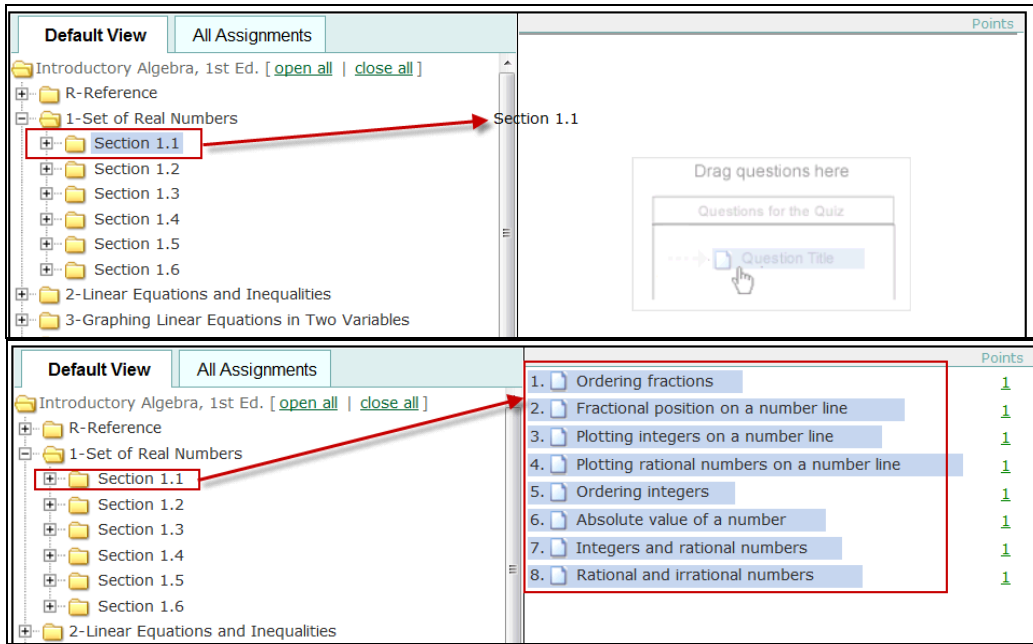 Default View
All Assignments
Points
Introductory Algebra, 1st Ed. [ open all | close all ]
R-Reference
1-Set of Real Numbers
Section 1.1
Section 1.1
Section 1.2
Section 1.3
Section 1.4
Section 1.5
Section 1.6
2-Linear Equations and Inequalities
3-Graphing Linear Equations in Two Variables
Drag questions here
Questions for the Quiz
Question Title
Default View
All Assignments
Introductory Algebra, 1st Ed. [ open all | close all ]
R-Reference
1-Set of Real Numbers
Section 1.1
Section 1.2
Section 1.3
Section 1.4
Section 1.5
Section 1.6
2-Linear Equations and Inequalities
Points
1. Ordering fractions 1
2. Fractional position on a number line 1
3. Plotting integers on a number line 1
4. Plotting rational numbers on a number line 1
5. Ordering integers 1
6. Absolute value of a number 1
7. Integers and rational numbers 1
8. Rational and irrational numbers 1